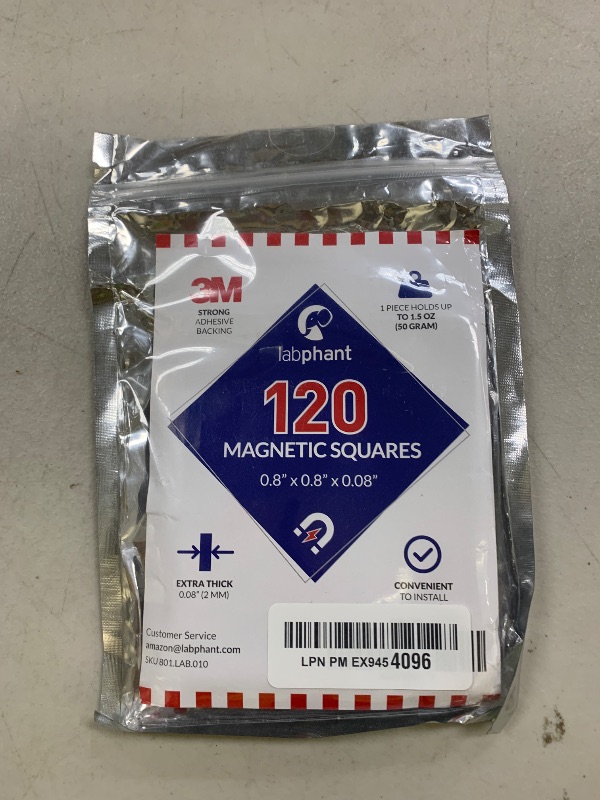 3M
STRONG
ADHESIVE
BACKING
1 PIECE HOLDS UP
TO 1.5 OZ
(50 GRAM)
labphant
120
MAGNETIC SQUARES
0.8" x 0.8" x 0.08"
EXTRA THICK
0.08" (2 MM)
CONVENIENT
TO INSTALL
Customer Service
amazon@labphant.com
SKU 801.LAB.010
LPN PM EX945 4096